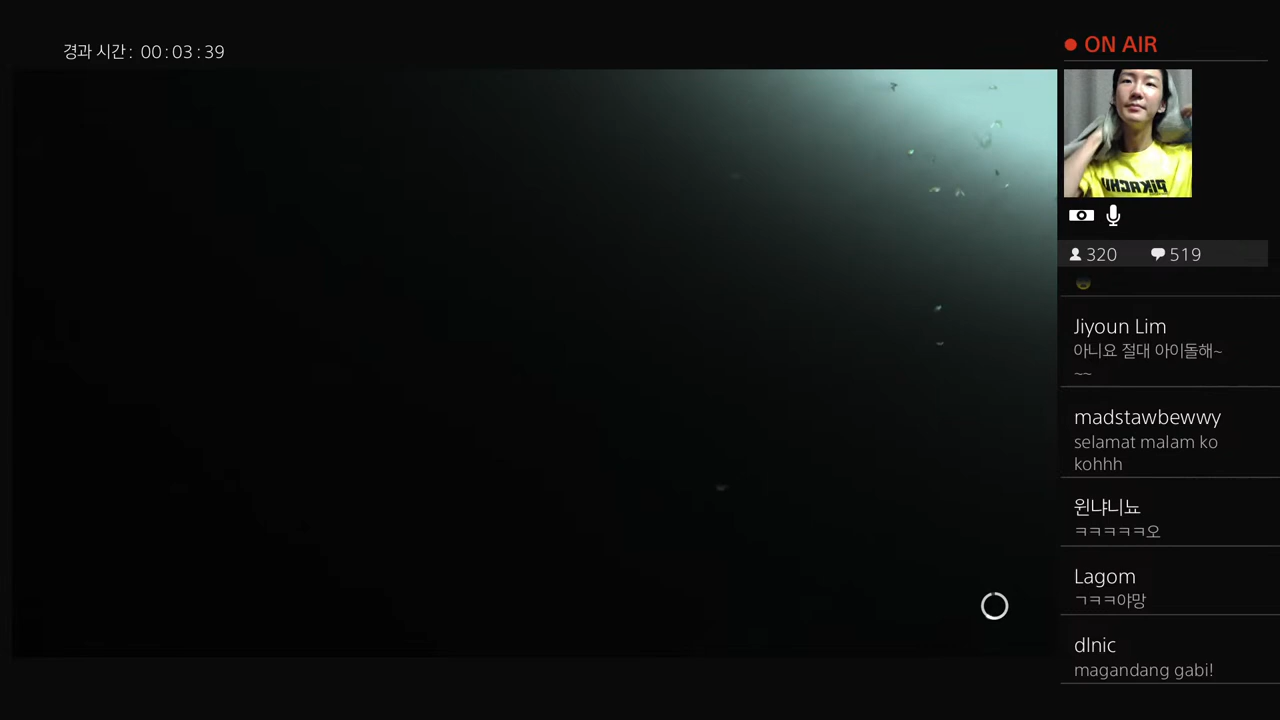 경과 시간: 00:03:39
ON AIR
PIKACHU
320 519
Jiyoun Lim
아니요 절대 아이돌해~
~~
madstawbewwy
selamat malam ko
kohhh
윈냐니뇨
ㅋㅋㅋㅋㅋ오
Lagom
ㄱㅋㅋ야망
dlnic
magandang gabi!